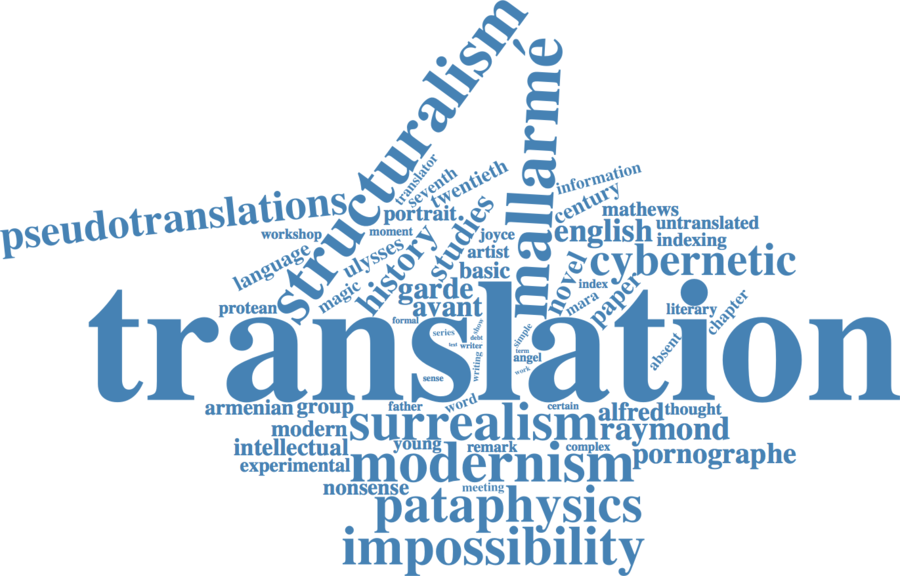 structuralism
mallarmé
translator
seventh
twentieth
information
century
pseudotranslations
portrait
studies
mathews
untranslated
workshop
moment
joyce
english
indexing
language
ulysses
history
artist
basic
novel
cybernetic
magic
garde
index
mara
paper
protean
avant
literary
chapter
translation
formal
series
show
debt
text
writer
simple
term
angel
absent
sense
writing
work
armenian
group
father
word
certain
alfred
thought
modern
surrealism
raymond
intellectual
young
remark
complex
experimental
modernism
pornographe
nonsense
meeting
pataphysics
impossibility